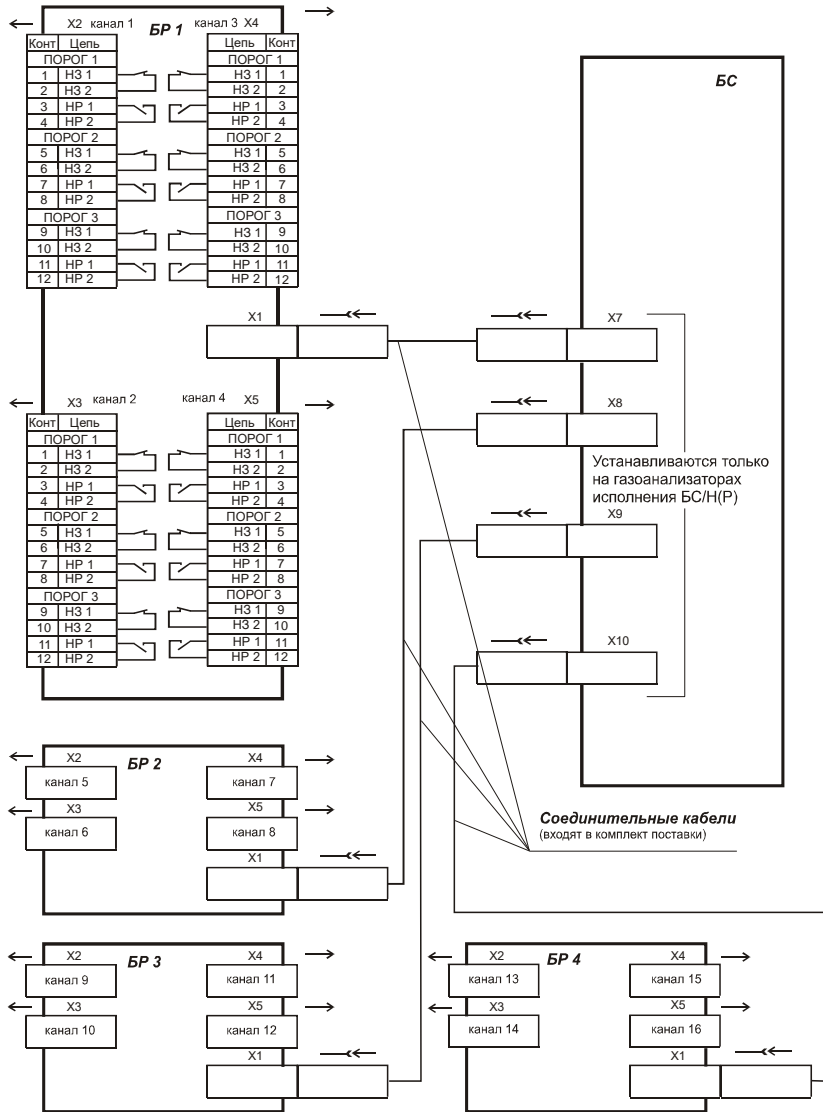 X2 канал 1
БР 1
канал 3 X4
Конт Цепь
ПОРОГ 1
1 НЗ 1
2 НЗ 2
3 НР 1
4 НР 2
ПОРОГ 2
5 НЗ 1
6 НЗ 2
7 НР 1
8 НР 2
ПОРОГ 3
9 НЗ 1
10 НЗ 2
11 НР 1
12 НР 2
Цепь Конт
ПОРОГ 1
НЗ 1 1
НЗ 2 2
НР 1 3
НР 2 4
ПОРОГ 2
НЗ 1 5
НЗ 2 6
НР 1 7
НР 2 8
ПОРОГ 3
НЗ 1 9
НЗ 2 10
НР 1 11
НР 2 12
X1
X3 канал 2
канал 4 X5
Конт Цепь
ПОРОГ 1
1 НЗ 1
2 НЗ 2
3 НР 1
4 НР 2
ПОРОГ 2
5 НЗ 1
6 НЗ 2
7 НР 1
8 НР 2
ПОРОГ 3
9 НЗ 1
10 НЗ 2
11 НР 1
12 НР 2
Цепь Конт
ПОРОГ 1
НЗ 1 1
НЗ 2 2
НР 1 3
НР 2 4
ПОРОГ 2
НЗ 1 5
НЗ 2 6
НР 1 7
НР 2 8
ПОРОГ 3
НЗ 1 9
НЗ 2 10
НР 1 11
НР 2 12
БС
X7
X8
Устанавливаются только
на газоанализаторах
исполнения БС/Н(Р)
X9
X10
Соединительные кабели
(входят в комплект поставки)
БР 2
X2
канал 5
X3
канал 6
X4
канал 7
X5
канал 8
X1
БР 3
X2
канал 9
X3
канал 10
X4
канал 11
X5
канал 12
X1
БР 4
X2
канал 13
X3
канал 14
X4
канал 15
X5
канал 16
X1